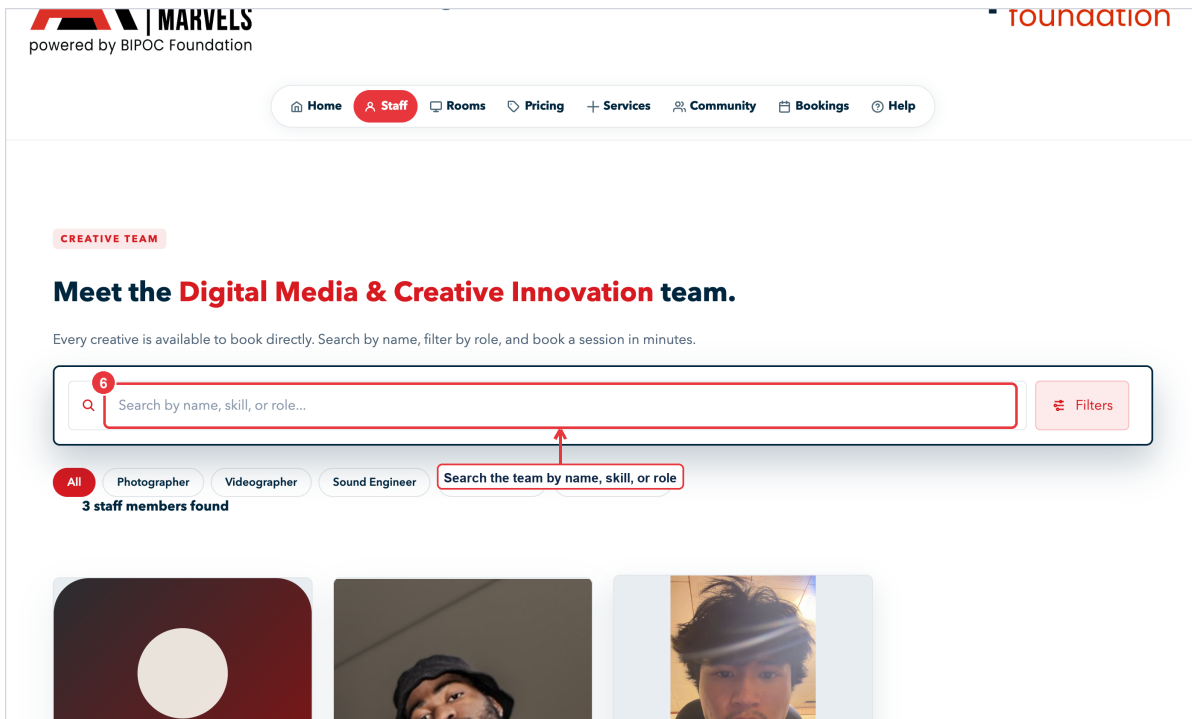 MARVELS
foundation
powered by BIPOC Foundation
Home Staff Rooms Pricing Services Community Bookings Help
CREATIVE TEAM
Meet the Digital Media & Creative Innovation team.
Every creative is available to book directly. Search by name, filter by role, and book a session in minutes.
6
Search by name, skill, or role...
Filters
All Photographer Videographer Sound Engineer
Search the team by name, skill, or role
3 staff members found